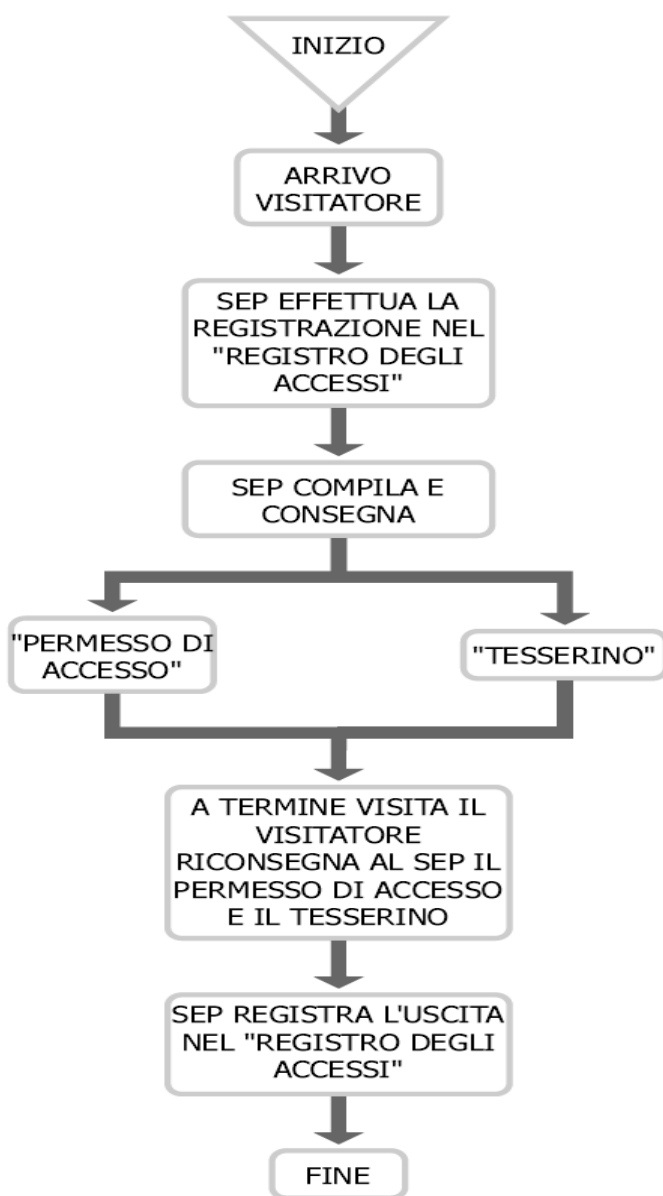 INIZIO
ARRIVO
VISITATORE
SEP EFFETTUA LA
REGISTRAZIONE NEL
"REGISTRO DEGLI
ACCESSI"
SEP COMPILA E
CONSEGNA
"PERMESSO DI
ACCESSO"
"TESSERINO"
A TERMINE VISITA IL
VISITATORE
RICONSEGNA AL SEP IL
PERMESSO DI ACCESSO
E IL TESSERINO
SEP REGISTRA L'USCITA
NEL "REGISTRO DEGLI
ACCESSI"
FINE